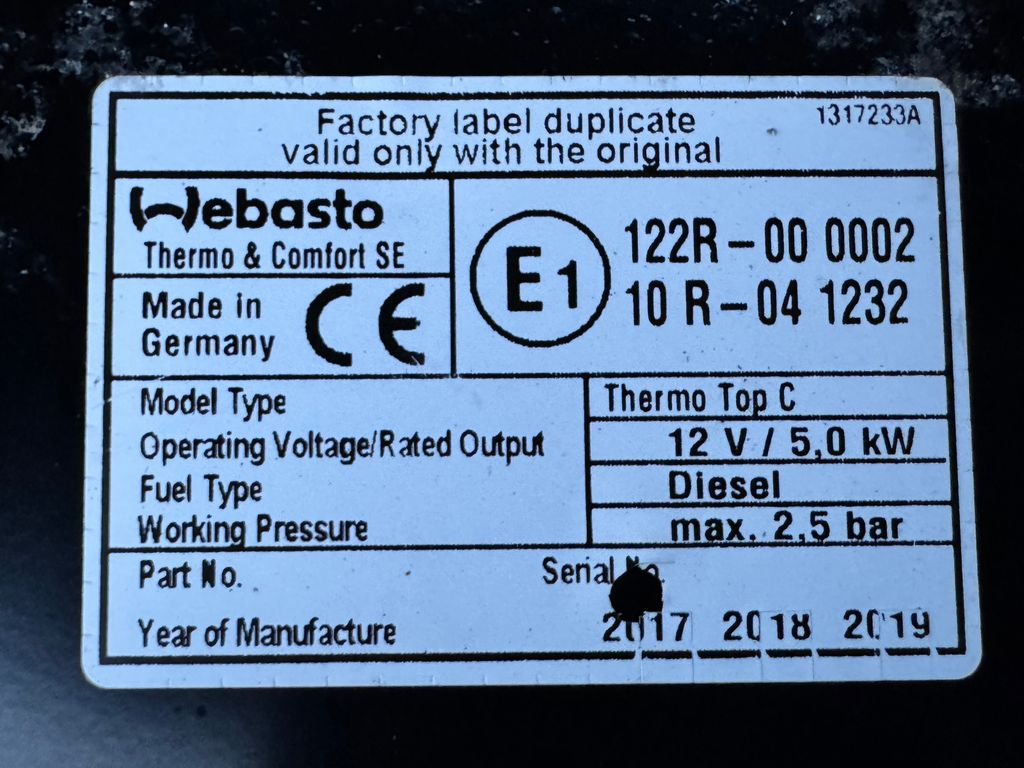 Factory label duplicate
valid only with the original
1317233A
Webasto
Thermo & Comfort SE
Made in
Germany
CE
E1
122R-00 0002
10 R-04 1232
Model Type Thermo Top C
Operating Voltage/Rated Output 12 V / 5,0 kW
Fuel Type Diesel
Working Pressure max. 2,5 bar
Part No. Serial No.
Year of Manufacture 2017 2018 2019